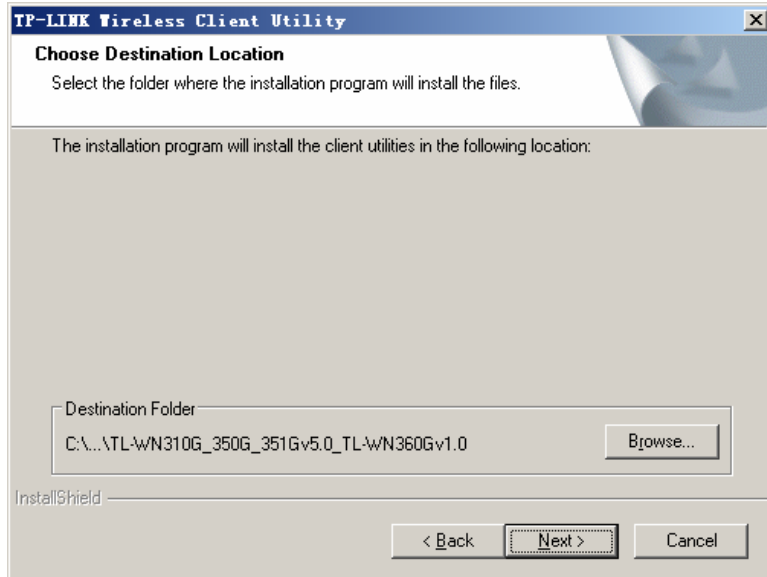 TP-LINK Wireless Client Utility
Choose Destination Location
Select the folder where the installation program will install the files.
The installation program will install the client utilities in the following location:
Destination Folder
C:\...\TL-WN310G_350G_351Gv5.0_TL-WN360Gv1.0
Browse...
InstallShield
< Back
Next >
Cancel